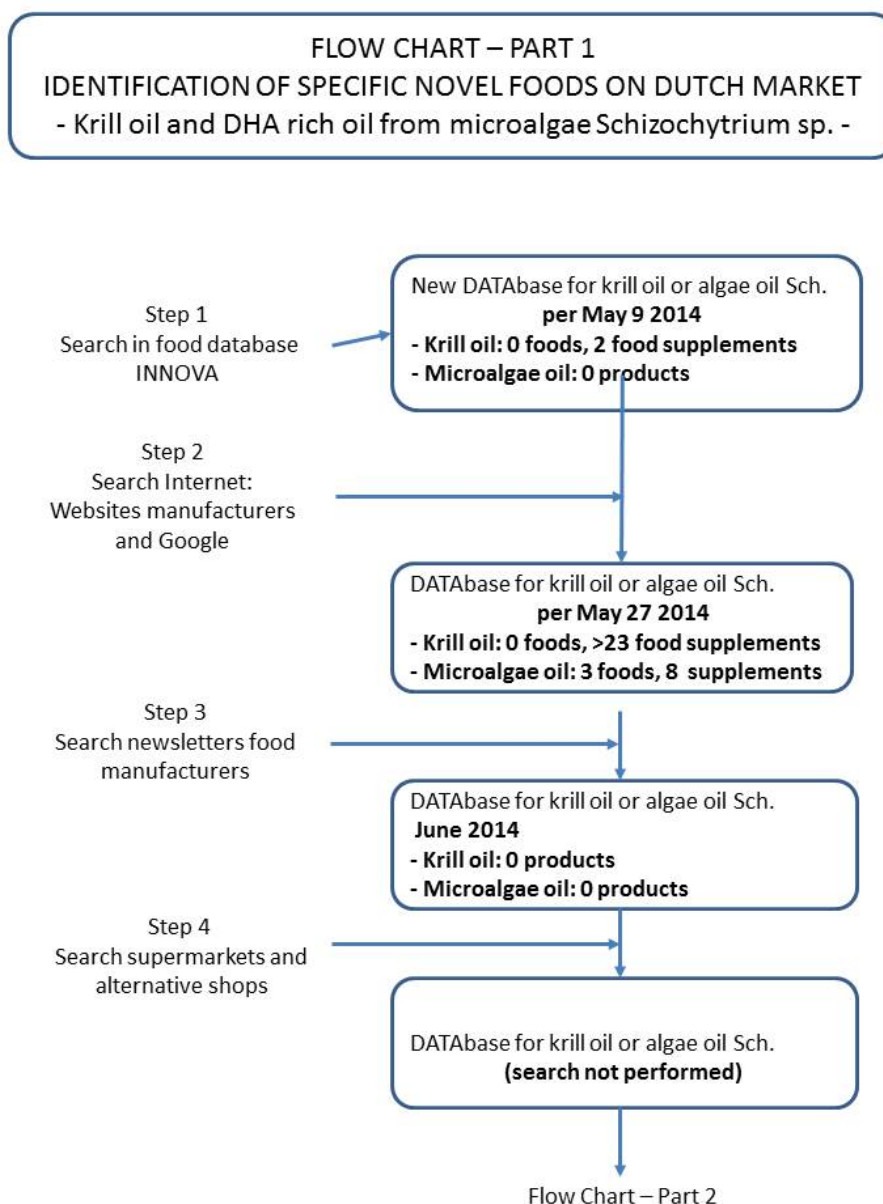 FLOW CHART – PART 1
IDENTIFICATION OF SPECIFIC NOVEL FOODS ON DUTCH MARKET
- Krill oil and DHA rich oil from microalgae Schizochytrium sp. -
Step 1
Search in food database
INNOVA
New DATAbase for krill oil or algae oil Sch.
per May 9 2014
- Krill oil: 0 foods, 2 food supplements
- Microalgae oil: 0 products
Step 2
Search Internet:
Websites manufacturers
and Google
DATAbase for krill oil or algae oil Sch.
per May 27 2014
- Krill oil: 0 foods, >23 food supplements
- Microalgae oil: 3 foods, 8 supplements
Step 3
Search newsletters food
manufacturers
DATAbase for krill oil or algae oil Sch.
June 2014
- Krill oil: 0 products
- Microalgae oil: 0 products
Step 4
Search supermarkets and
alternative shops
DATAbase for krill oil or algae oil Sch.
(search not performed)
Flow Chart – Part 2